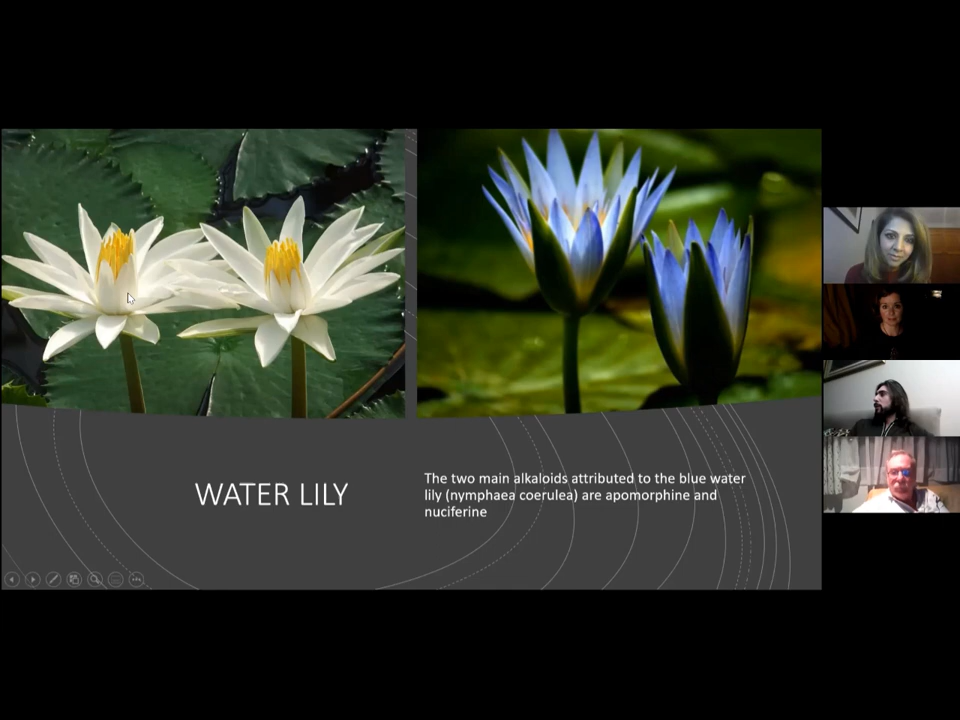 WATER LILY
The two main alkaloids attributed to the blue water
lily (nymphaea coerulea) are apomorphine and
nuciferine